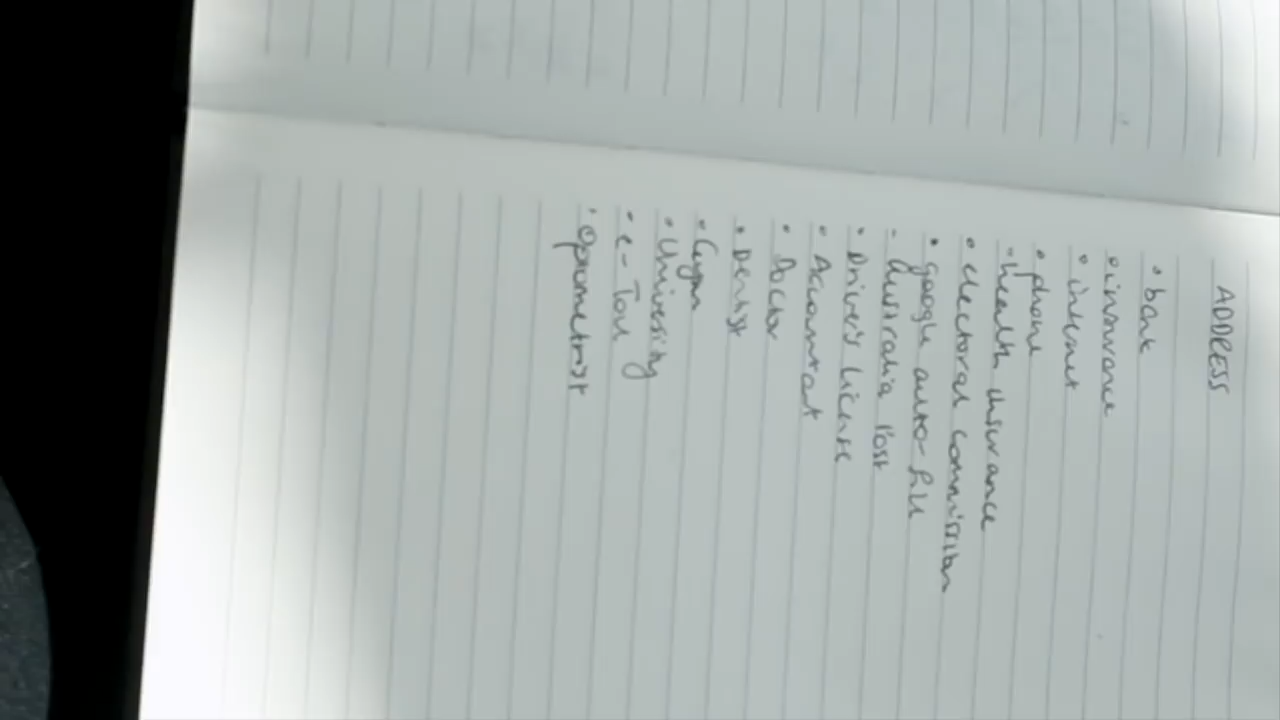 ADDRESS
• bank
• insurance
• internet
• phone
- health insurance
• electoral commission
• google auto-fill
- Australia Post
• Driver's License
• Accountant
• Doctor
• Dentist
• Gym
• University
• e-Toll
• Optometrist